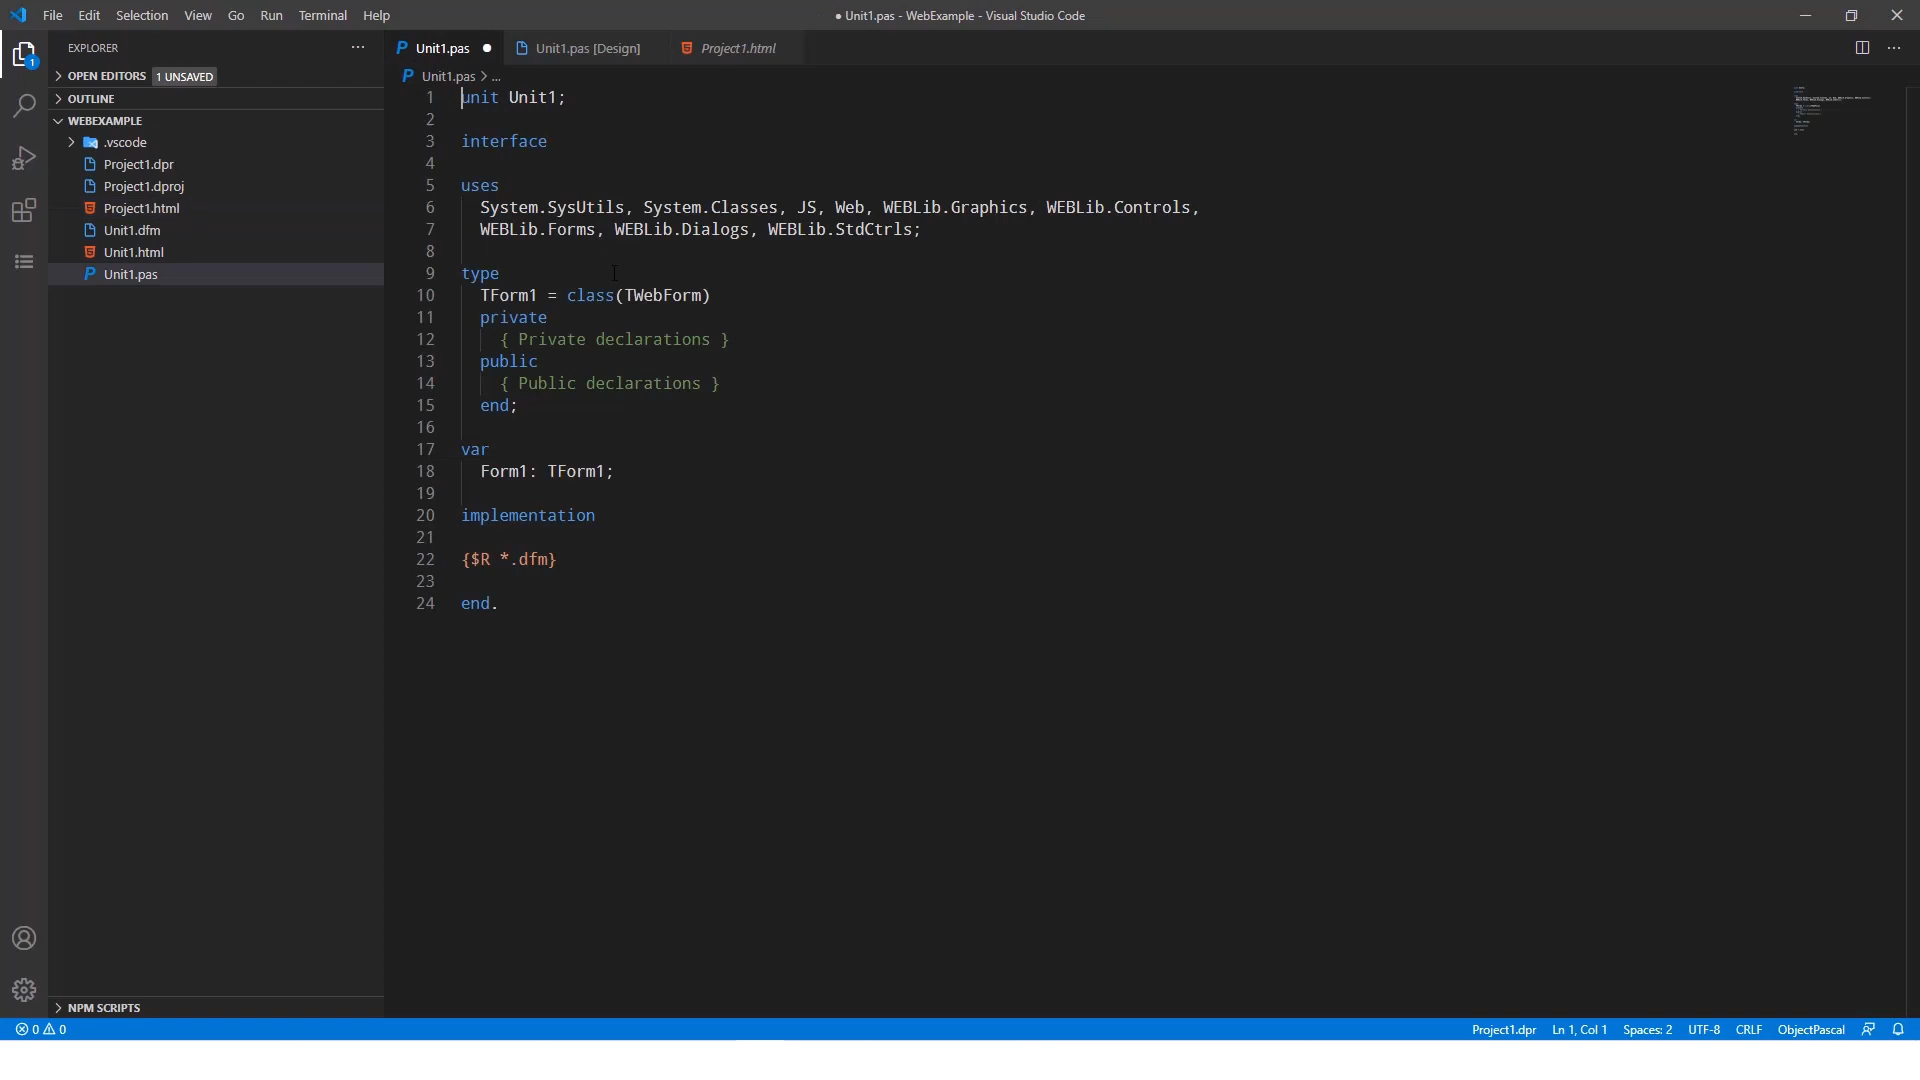 File Edit Selection View Go Run Terminal Help
● Unit1.pas - WebExample - Visual Studio Code
EXPLORER
1
OPEN EDITORS 1 UNSAVED
OUTLINE
WEBEXAMPLE
.vscode
Project1.dpr
Project1.dproj
Project1.html
Unit1.dfm
Unit1.html
Unit1.pas
NPM SCRIPTS
Unit1.pas ● Unit1.pas [Design] Project1.html
Unit1.pas > ...
1 unit Unit1;
2
3 interface
4
5 uses
6 System.SysUtils, System.Classes, JS, Web, WEBLib.Graphics, WEBLib.Controls,
7 WEBLib.Forms, WEBLib.Dialogs, WEBLib.StdCtrls;
8
9 type
10 TForm1 = class(TWebForm)
11 private
12 { Private declarations }
13 public
14 { Public declarations }
15 end;
16
17 var
18 Form1: TForm1;
19
20 implementation
21
22 {$R *.dfm}
23
24 end.
0 0
Project1.dpr Ln 1, Col 1 Spaces: 2 UTF-8 CRLF ObjectPascal